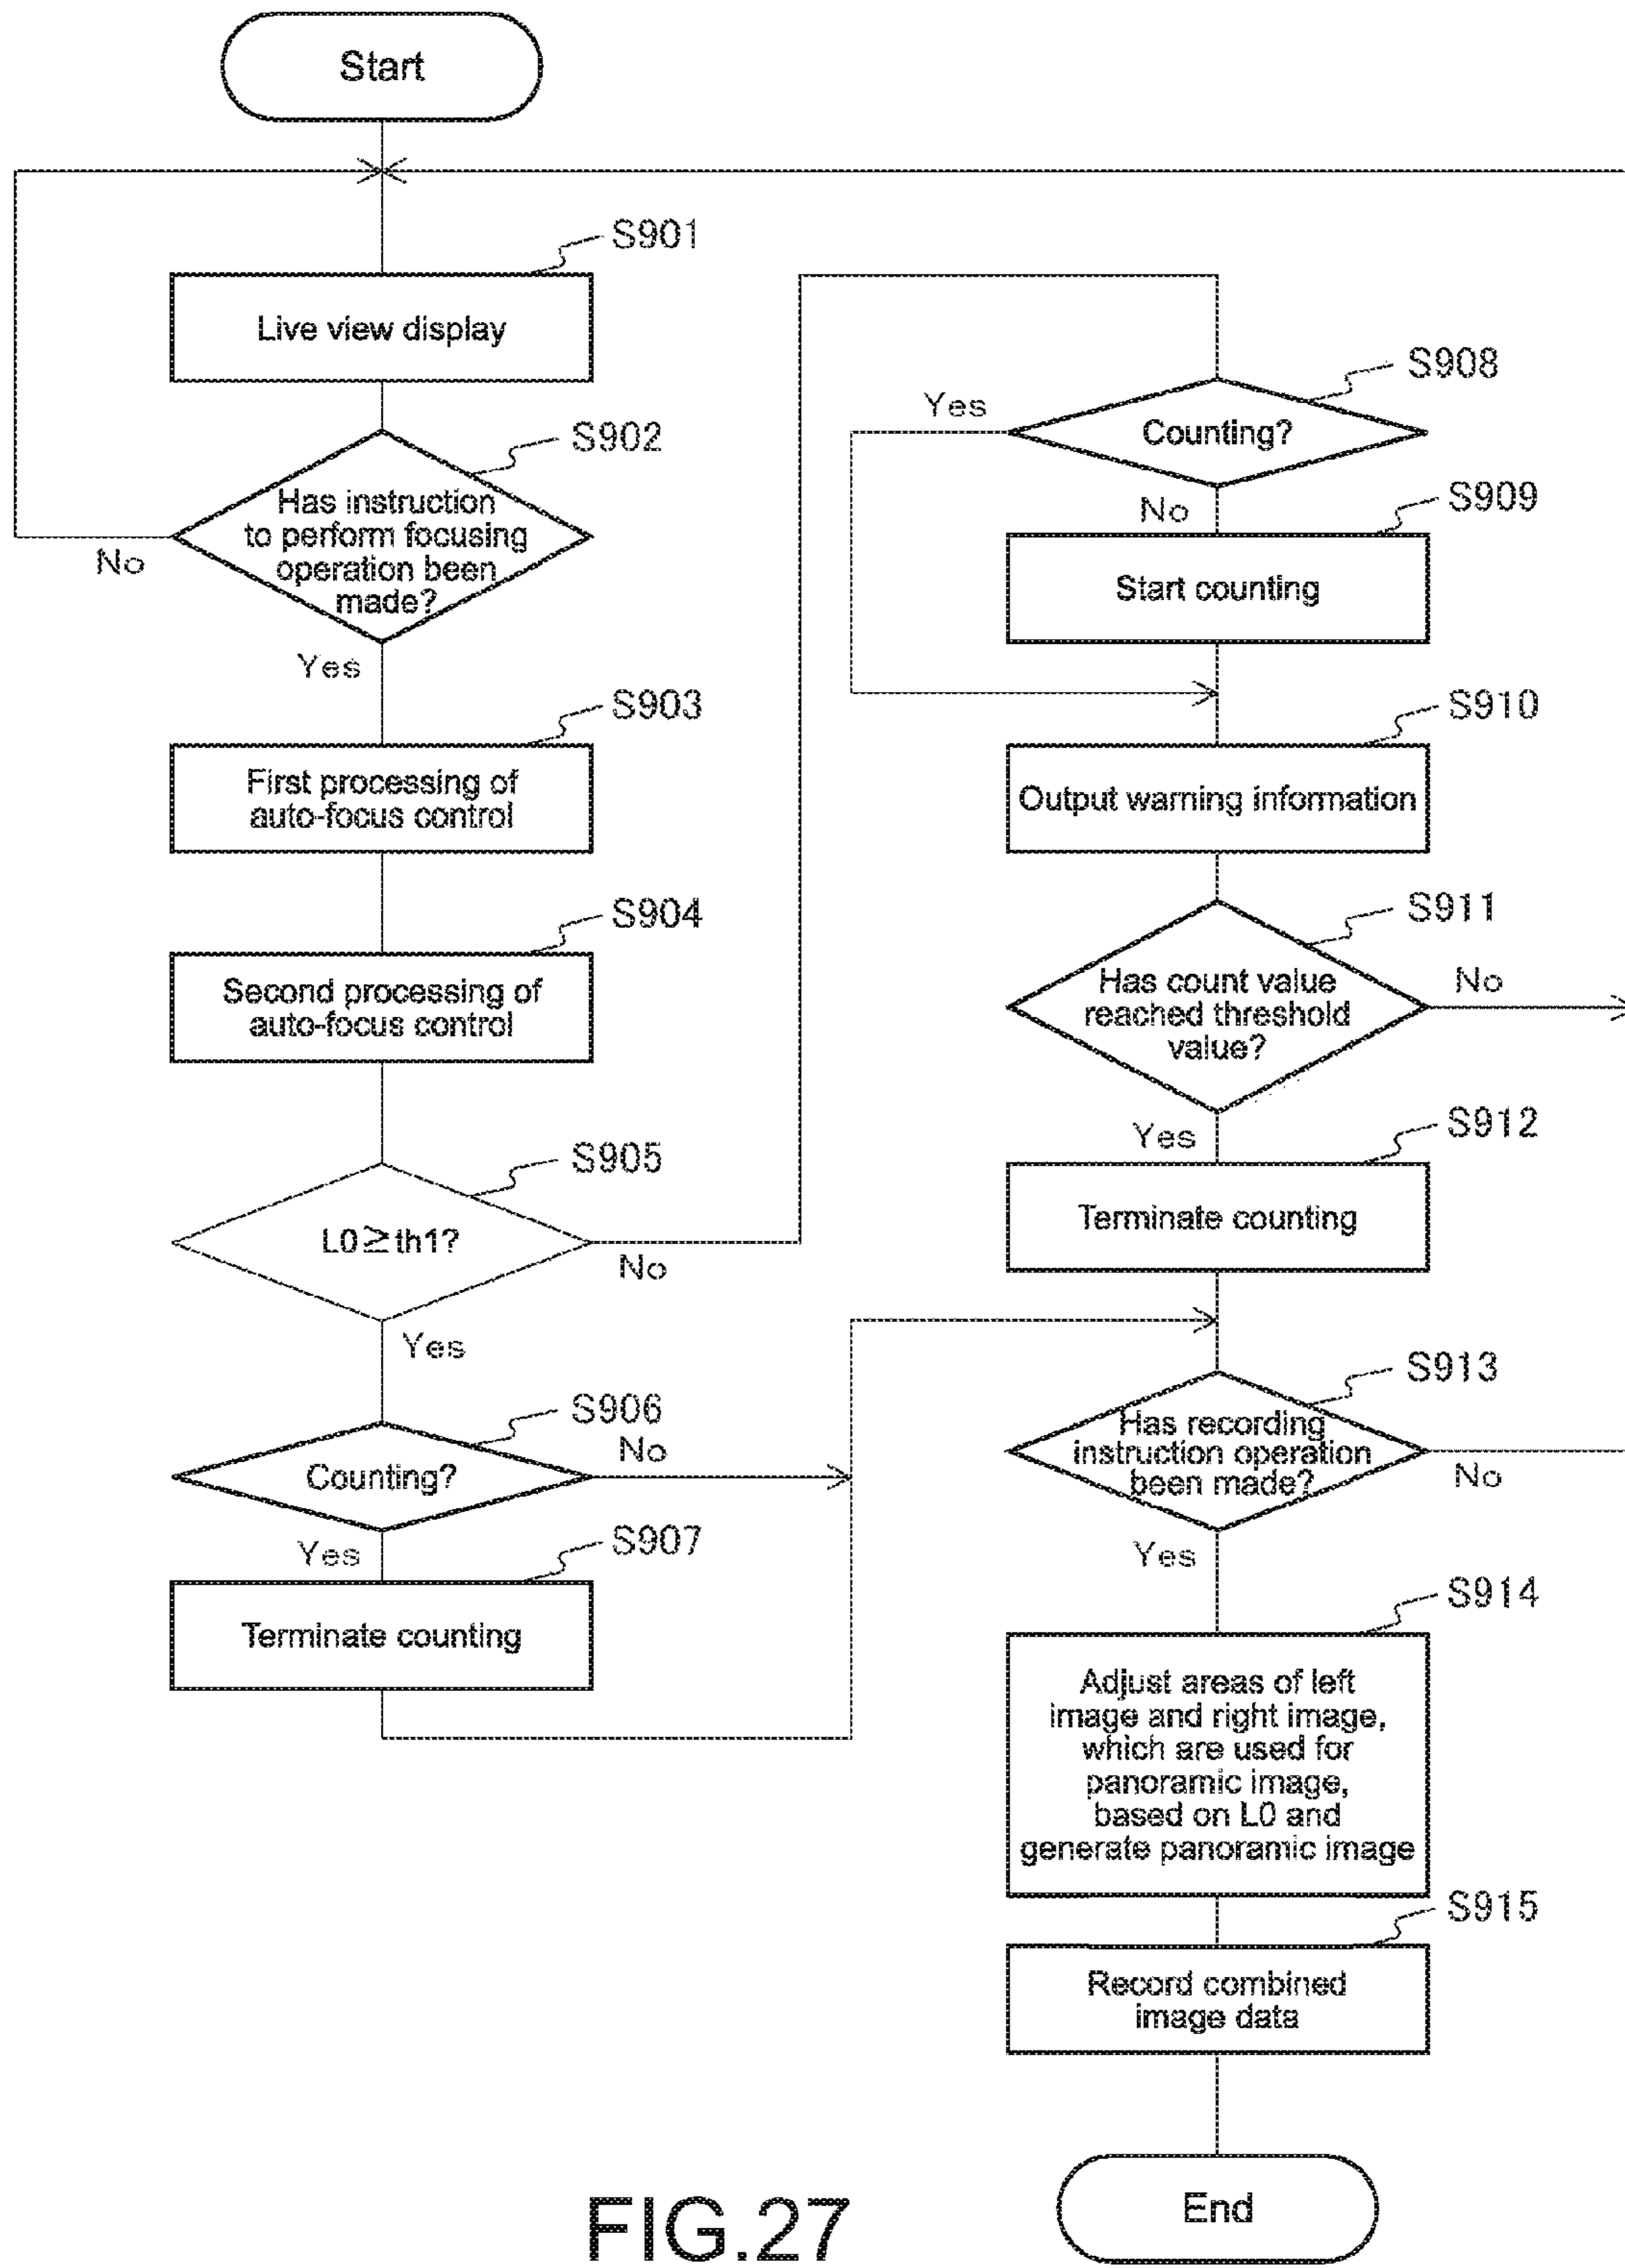 Start
S901
Live view display
S902
Has instruction
to perform focusing
operation been
made?
No
Yes
S903
First processing of
auto-focus control
S904
Second processing of
auto-focus control
S905
L0≧th1?
No
Yes
S906
Counting?
No
Yes
S907
Terminate counting
S908
Counting?
Yes
No
S909
Start counting
S910
Output warning information
S911
Has count value
reached threshold
value?
No
Yes
S912
Terminate counting
S913
Has recording
instruction operation
been made?
No
Yes
S914
Adjust areas of left
image and right image,
which are used for
panoramic image,
based on L0 and
generate panoramic image
S915
Record combined
image data
End
FIG.27